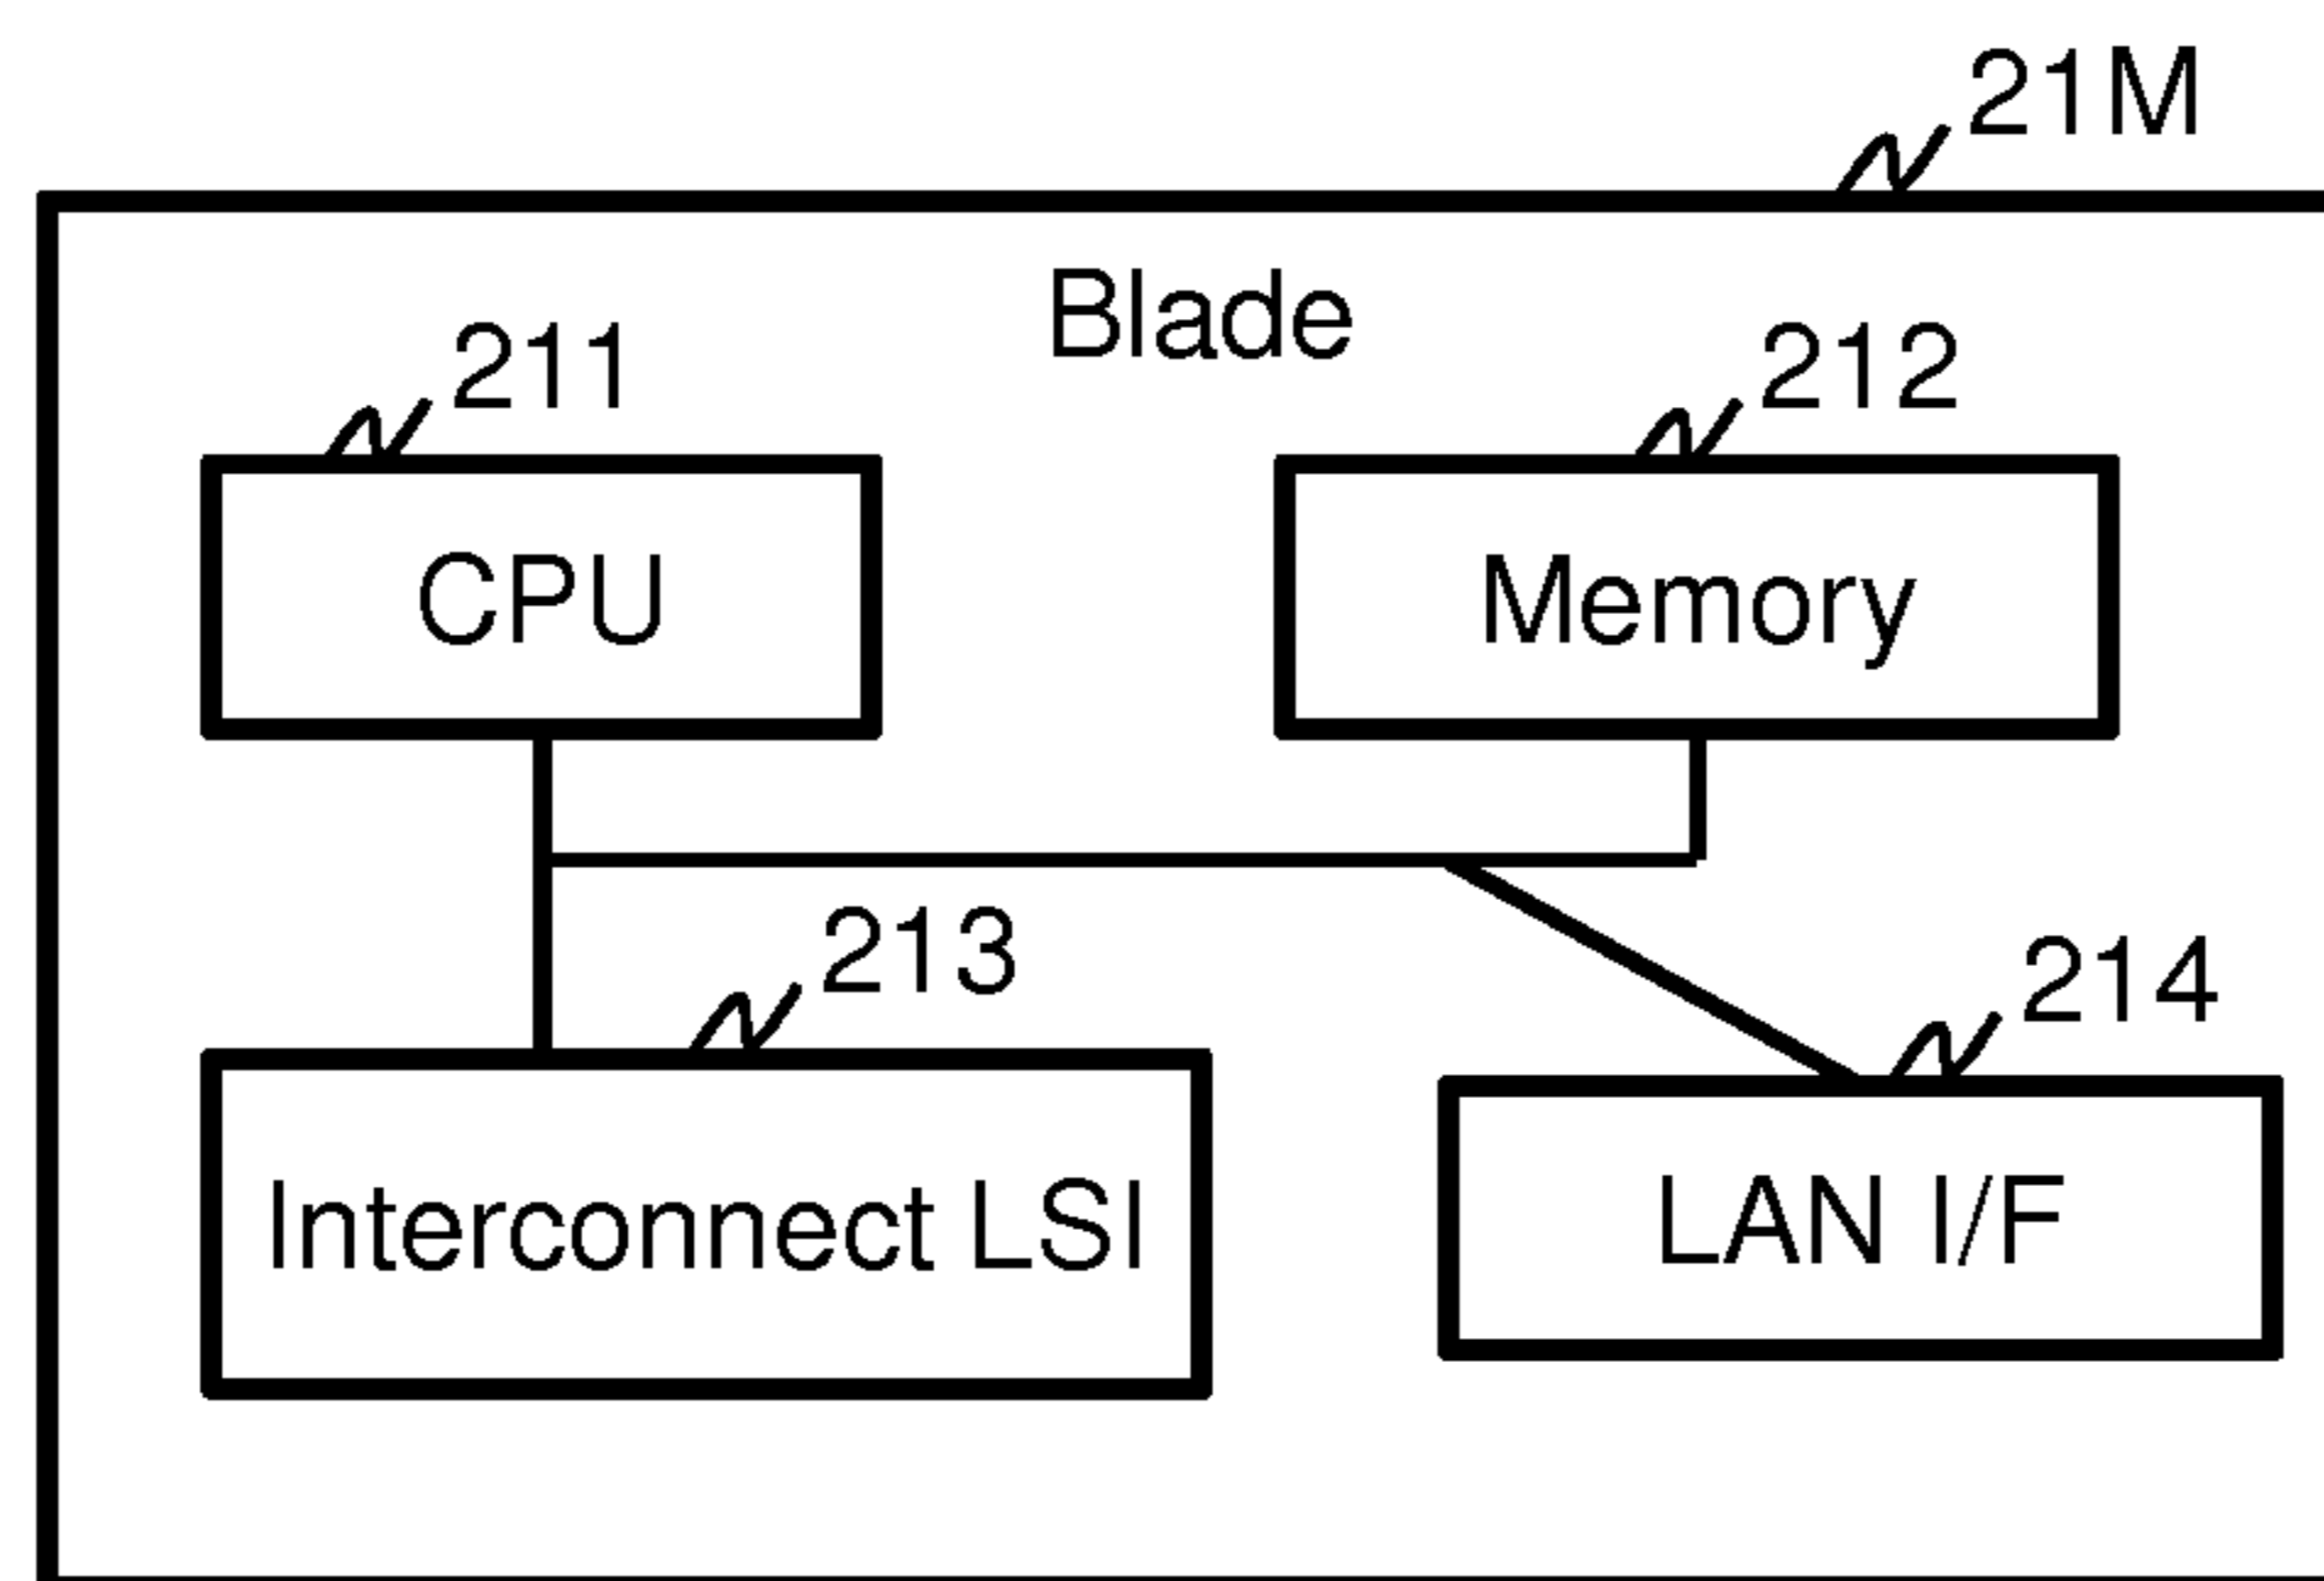 21M
Blade
211
212
CPU
Memory
213
214
Interconnect LSI
LAN I/F